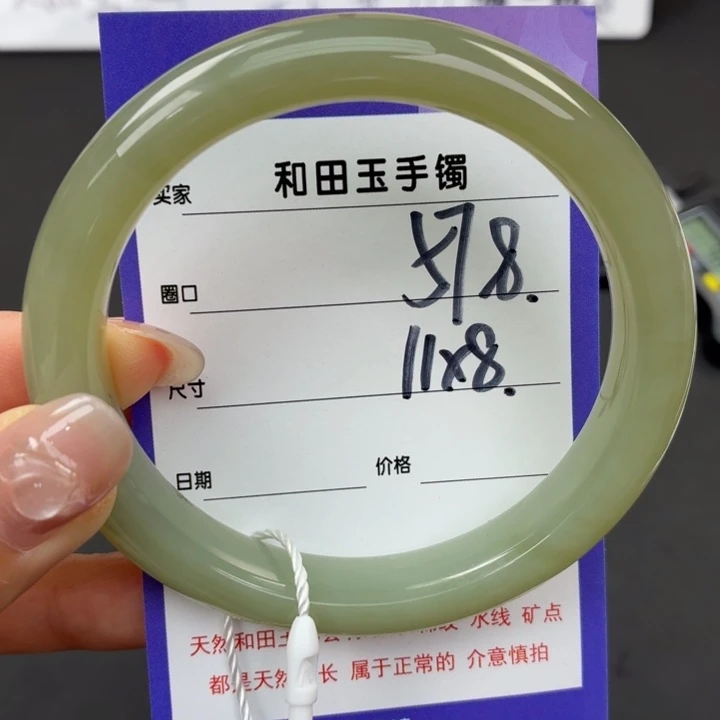 和田玉手镯
买家
圈口 57 8.
尺寸 11x8.
日期 价格
天然和田玉 水线 矿点
都是天然 长 属于正常的 介意慎拍